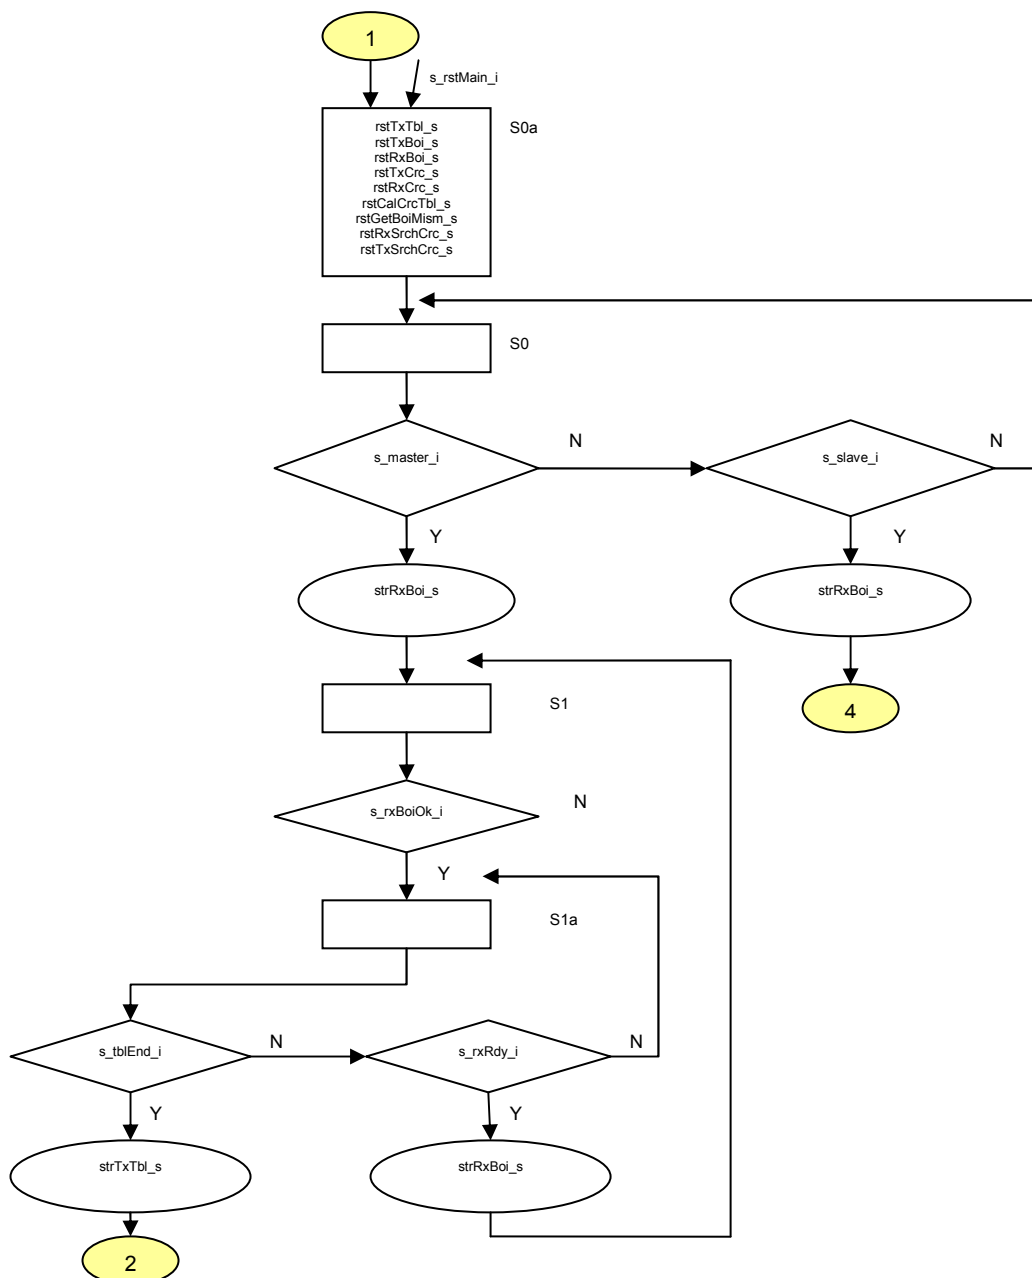 1
s_rstMain_i
rstTxTbl_s
S0a
rstTxBoi_s
rstRxBoi_s
rstTxCrc_s
rstRxCrc_s
rstCalCrcTbl_s
rstGetBoiMism_s
rstRxSrchCrc_s
rstTxSrchCrc_s
S0
s_master_i
N
s_slave_i
N
Y
Y
strRxBoi_s
strRxBoi_s
S1
4
s_rxBoiOk_i
N
Y
S1a
s_tblEnd_i
N
s_rxRdy_i
N
Y
Y
strTxTbl_s
strRxBoi_s
2